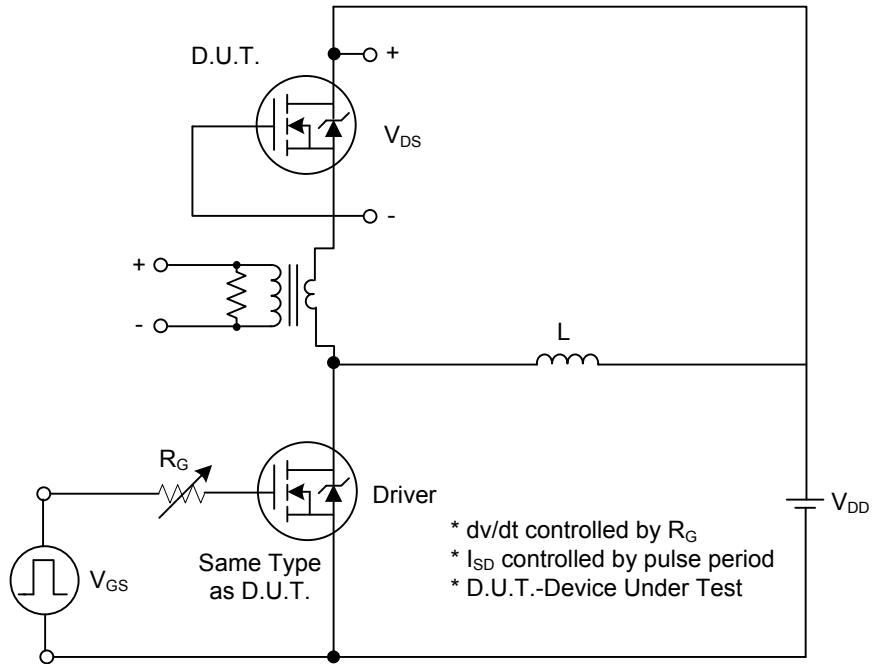 D.U.T.
+
V_DS
-
+
-
L
R_G
Driver
V_DD
Same Type
as D.U.T.
V_GS
* dv/dt controlled by R_G
* I_SD controlled by pulse period
* D.U.T.-Device Under Test